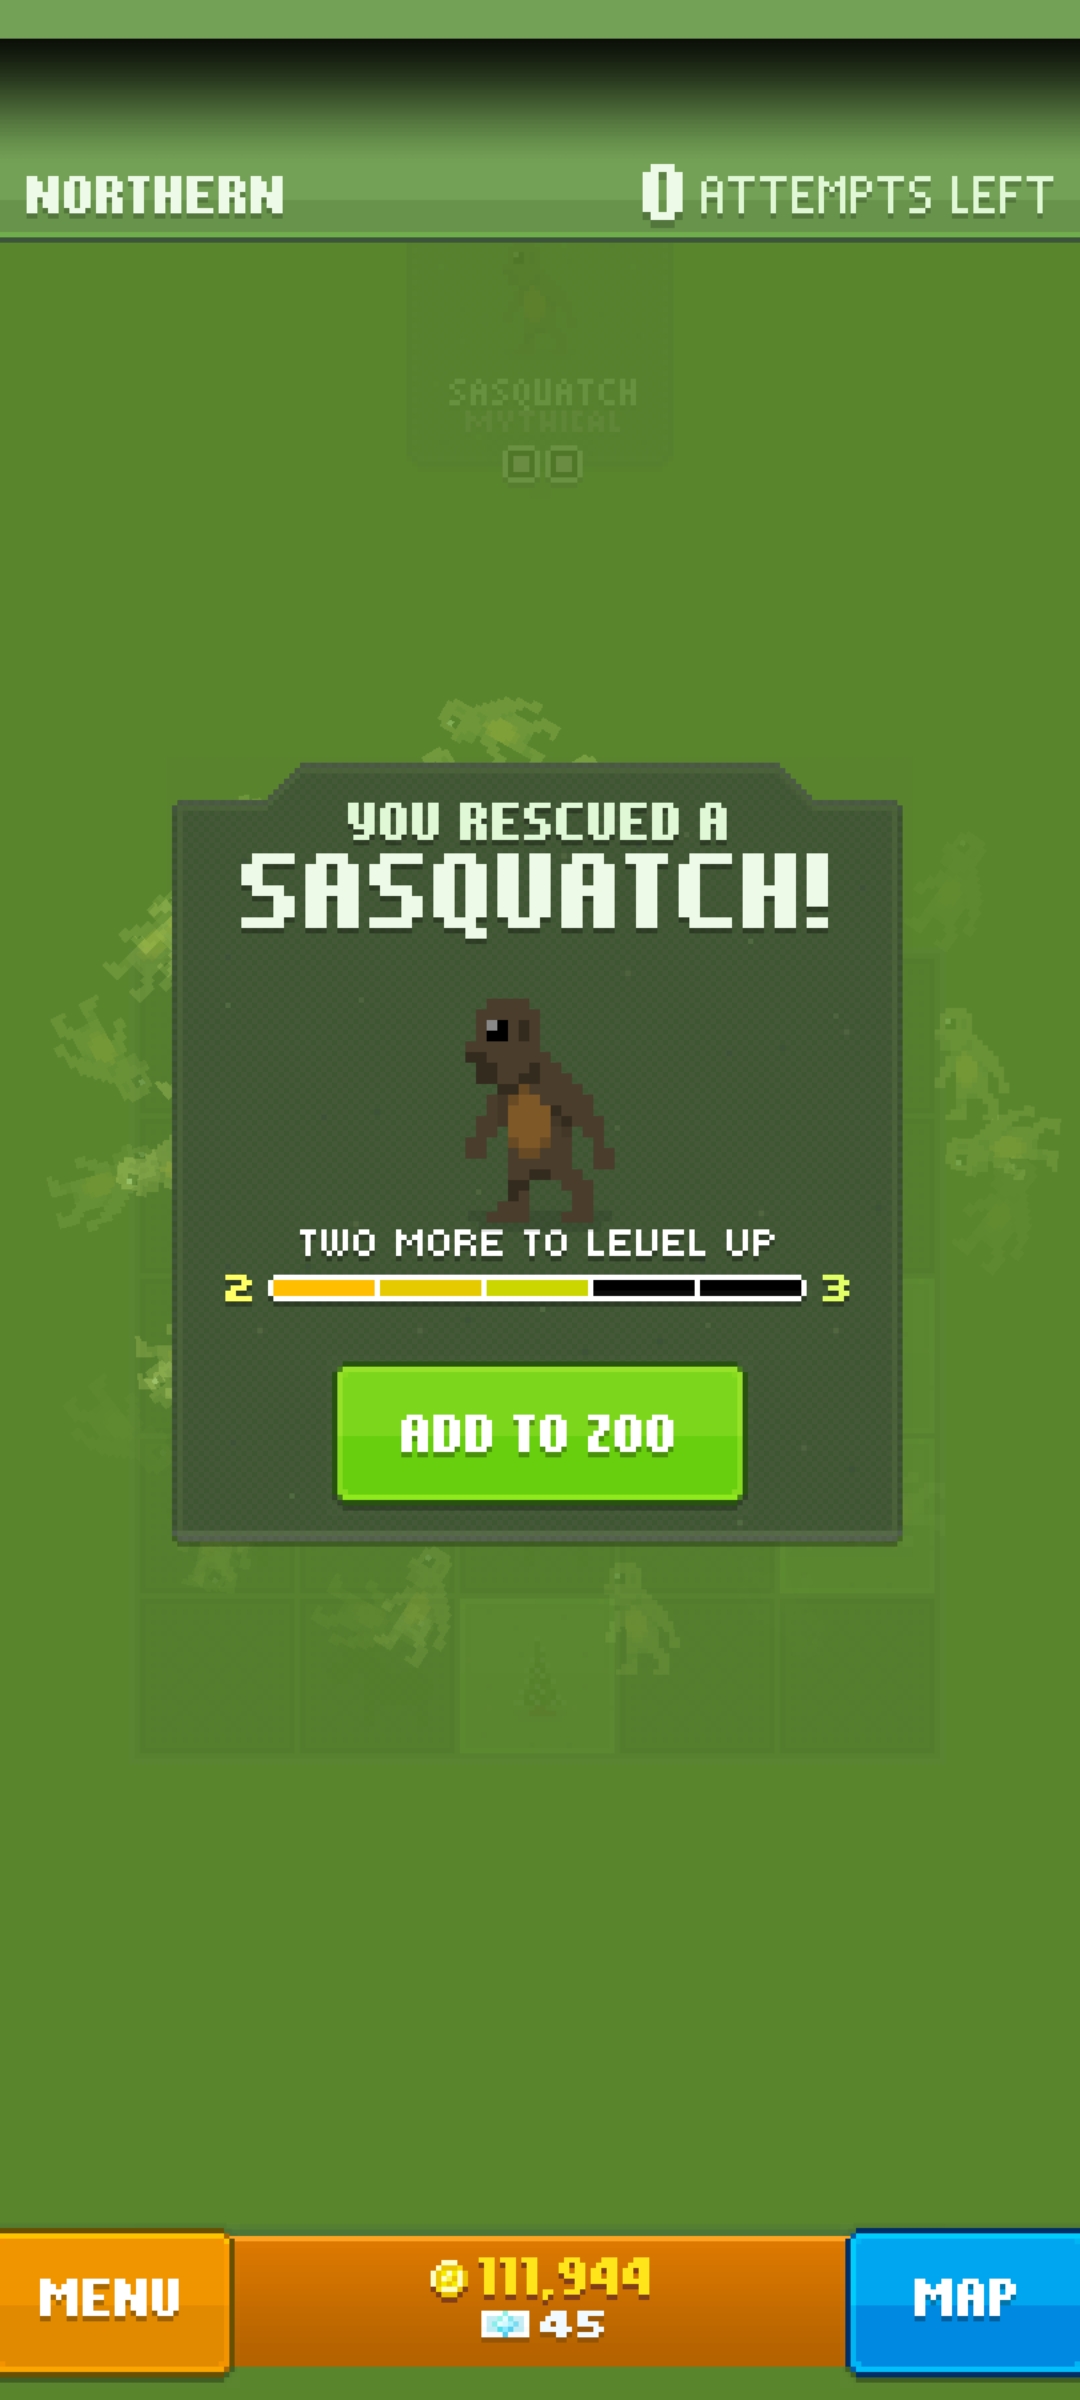 NORTHERN
0 ATTEMPTS LEFT
SASQUATCH
MYTHICAL
YOU RESCUED A
SASQUATCH!
TWO MORE TO LEVEL UP
2 3
ADD TO ZOO
MENU
111,944
45
MAP